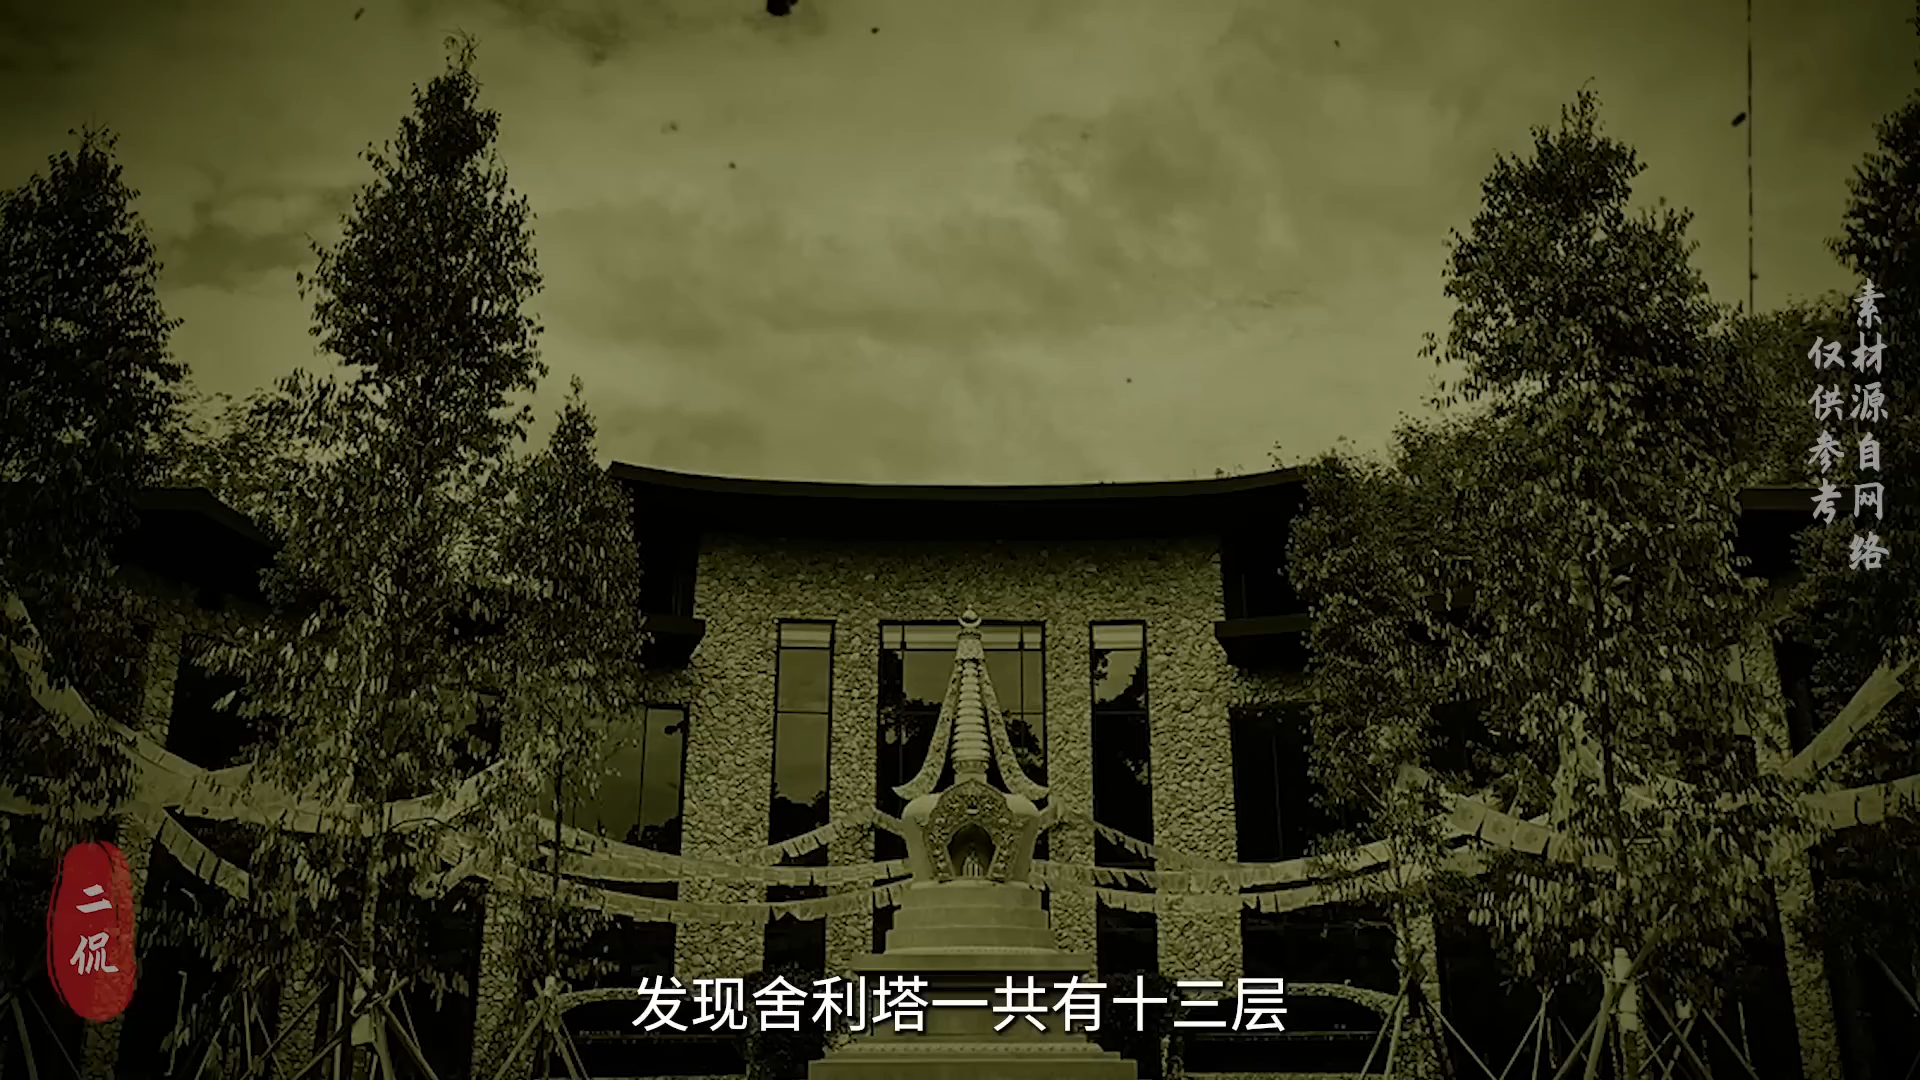 素材源自网络
仅供参考
二
侃
发现舍利塔一共有十三层